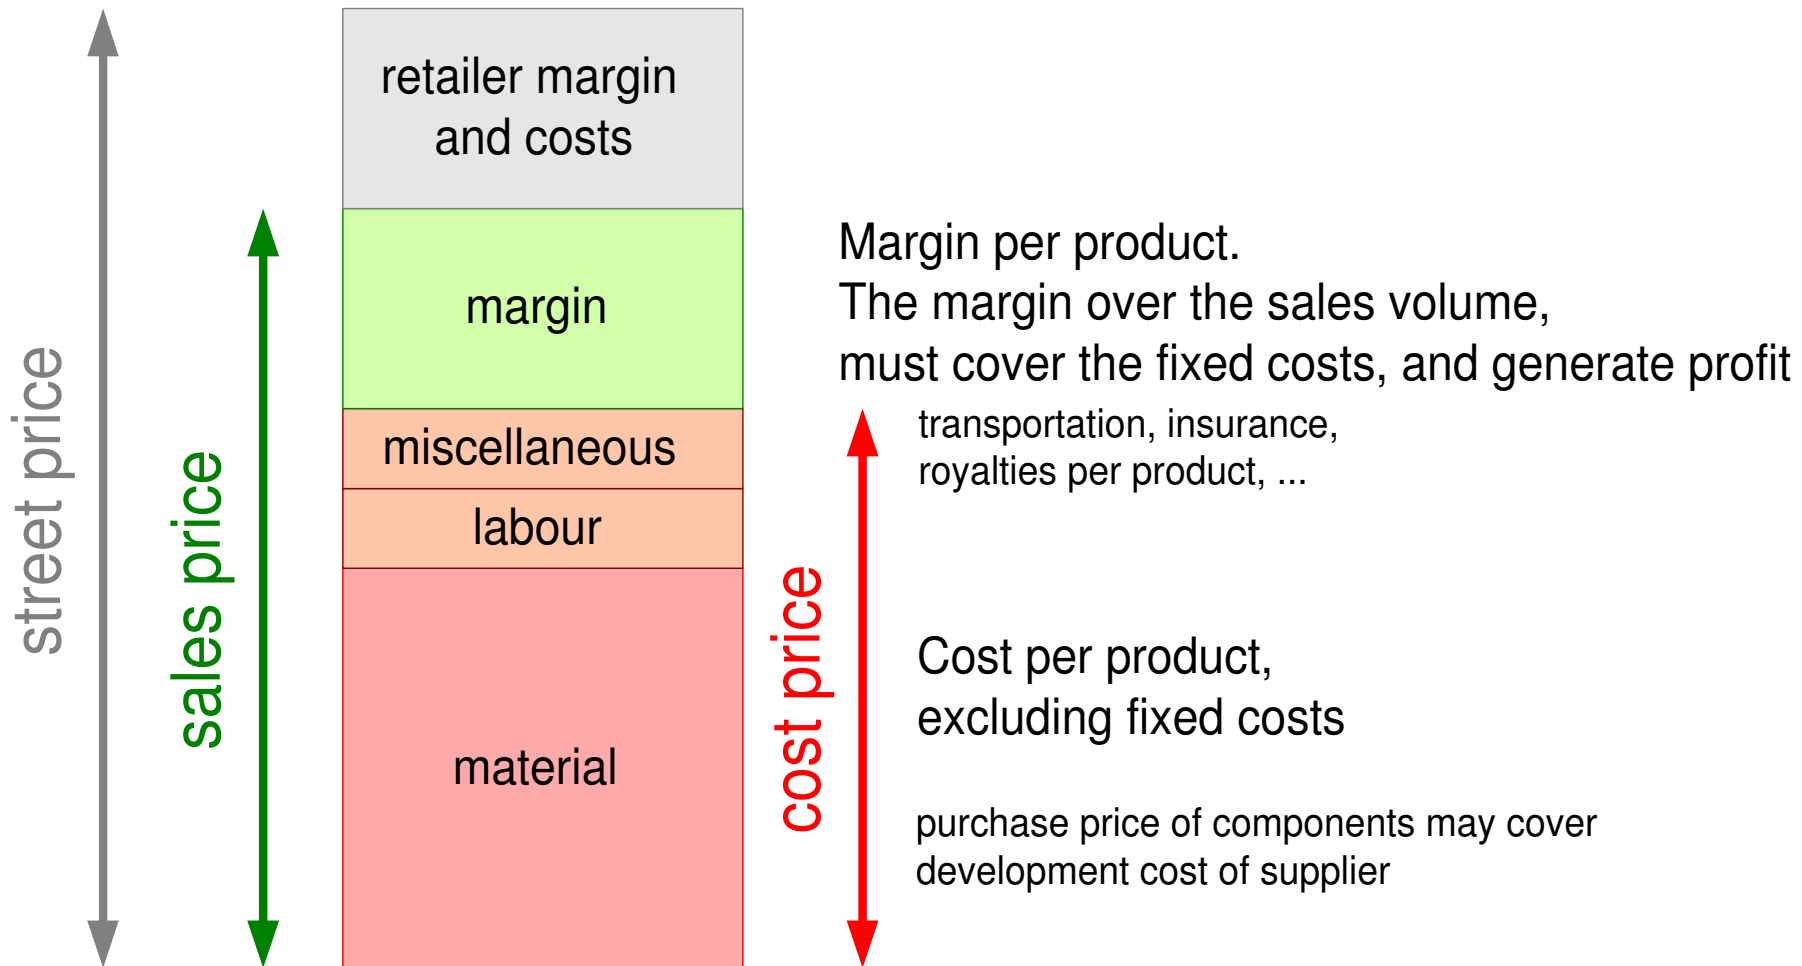 street price
sales price
retailer margin
and costs
margin
miscellaneous
labour
material
cost price
Margin per product.
The margin over the sales volume,
must cover the fixed costs, and generate profit
transportation, insurance,
royalties per product, ...
Cost per product,
excluding fixed costs
purchase price of components may cover
development cost of supplier